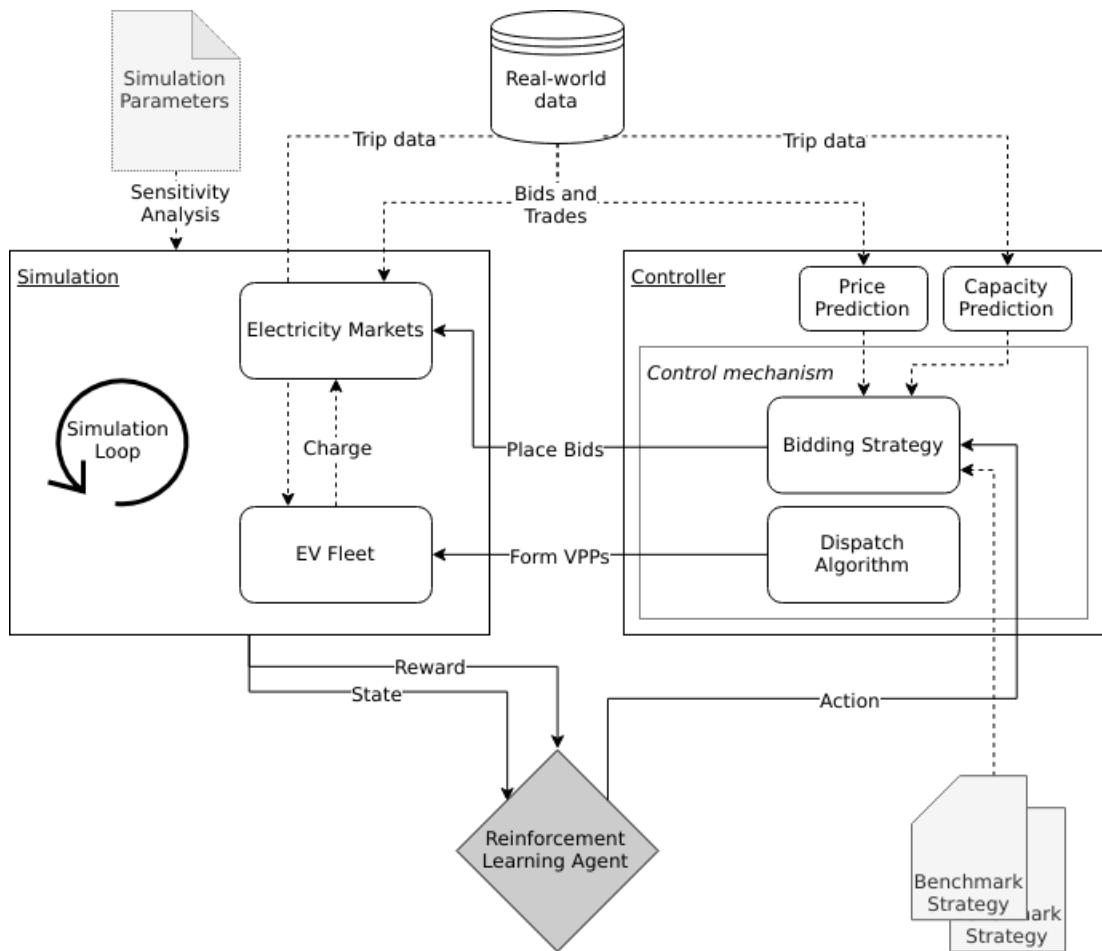 Simulation
Parameters
Real-world
data
Trip data
Trip data
Sensitivity
Analysis
Bids and
Trades
Simulation
Controller
Price
Prediction
Capacity
Prediction
Electricity Markets
Control mechanism
Simulation
Loop
Charge
Place Bids
Bidding Strategy
EV Fleet
Form VPPs
Dispatch
Algorithm
Reward
State
Action
Reinforcement
Learning Agent
Benchmark
Strategy
mark
Strategy